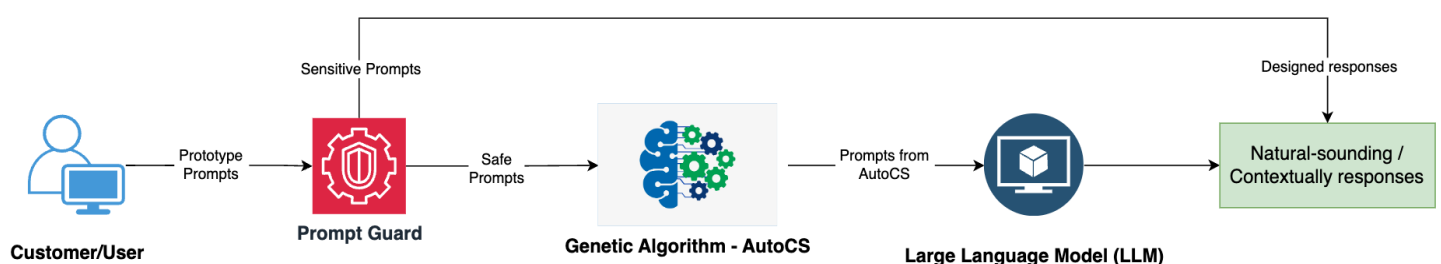 Sensitive Prompts
Designed responses
Prototype
Prompts
Safe
Prompts
Prompts from
AutoCS
Natural-sounding /
Contextually responses
Customer/User
Prompt Guard
Genetic Algorithm - AutoCS
Large Language Model (LLM)